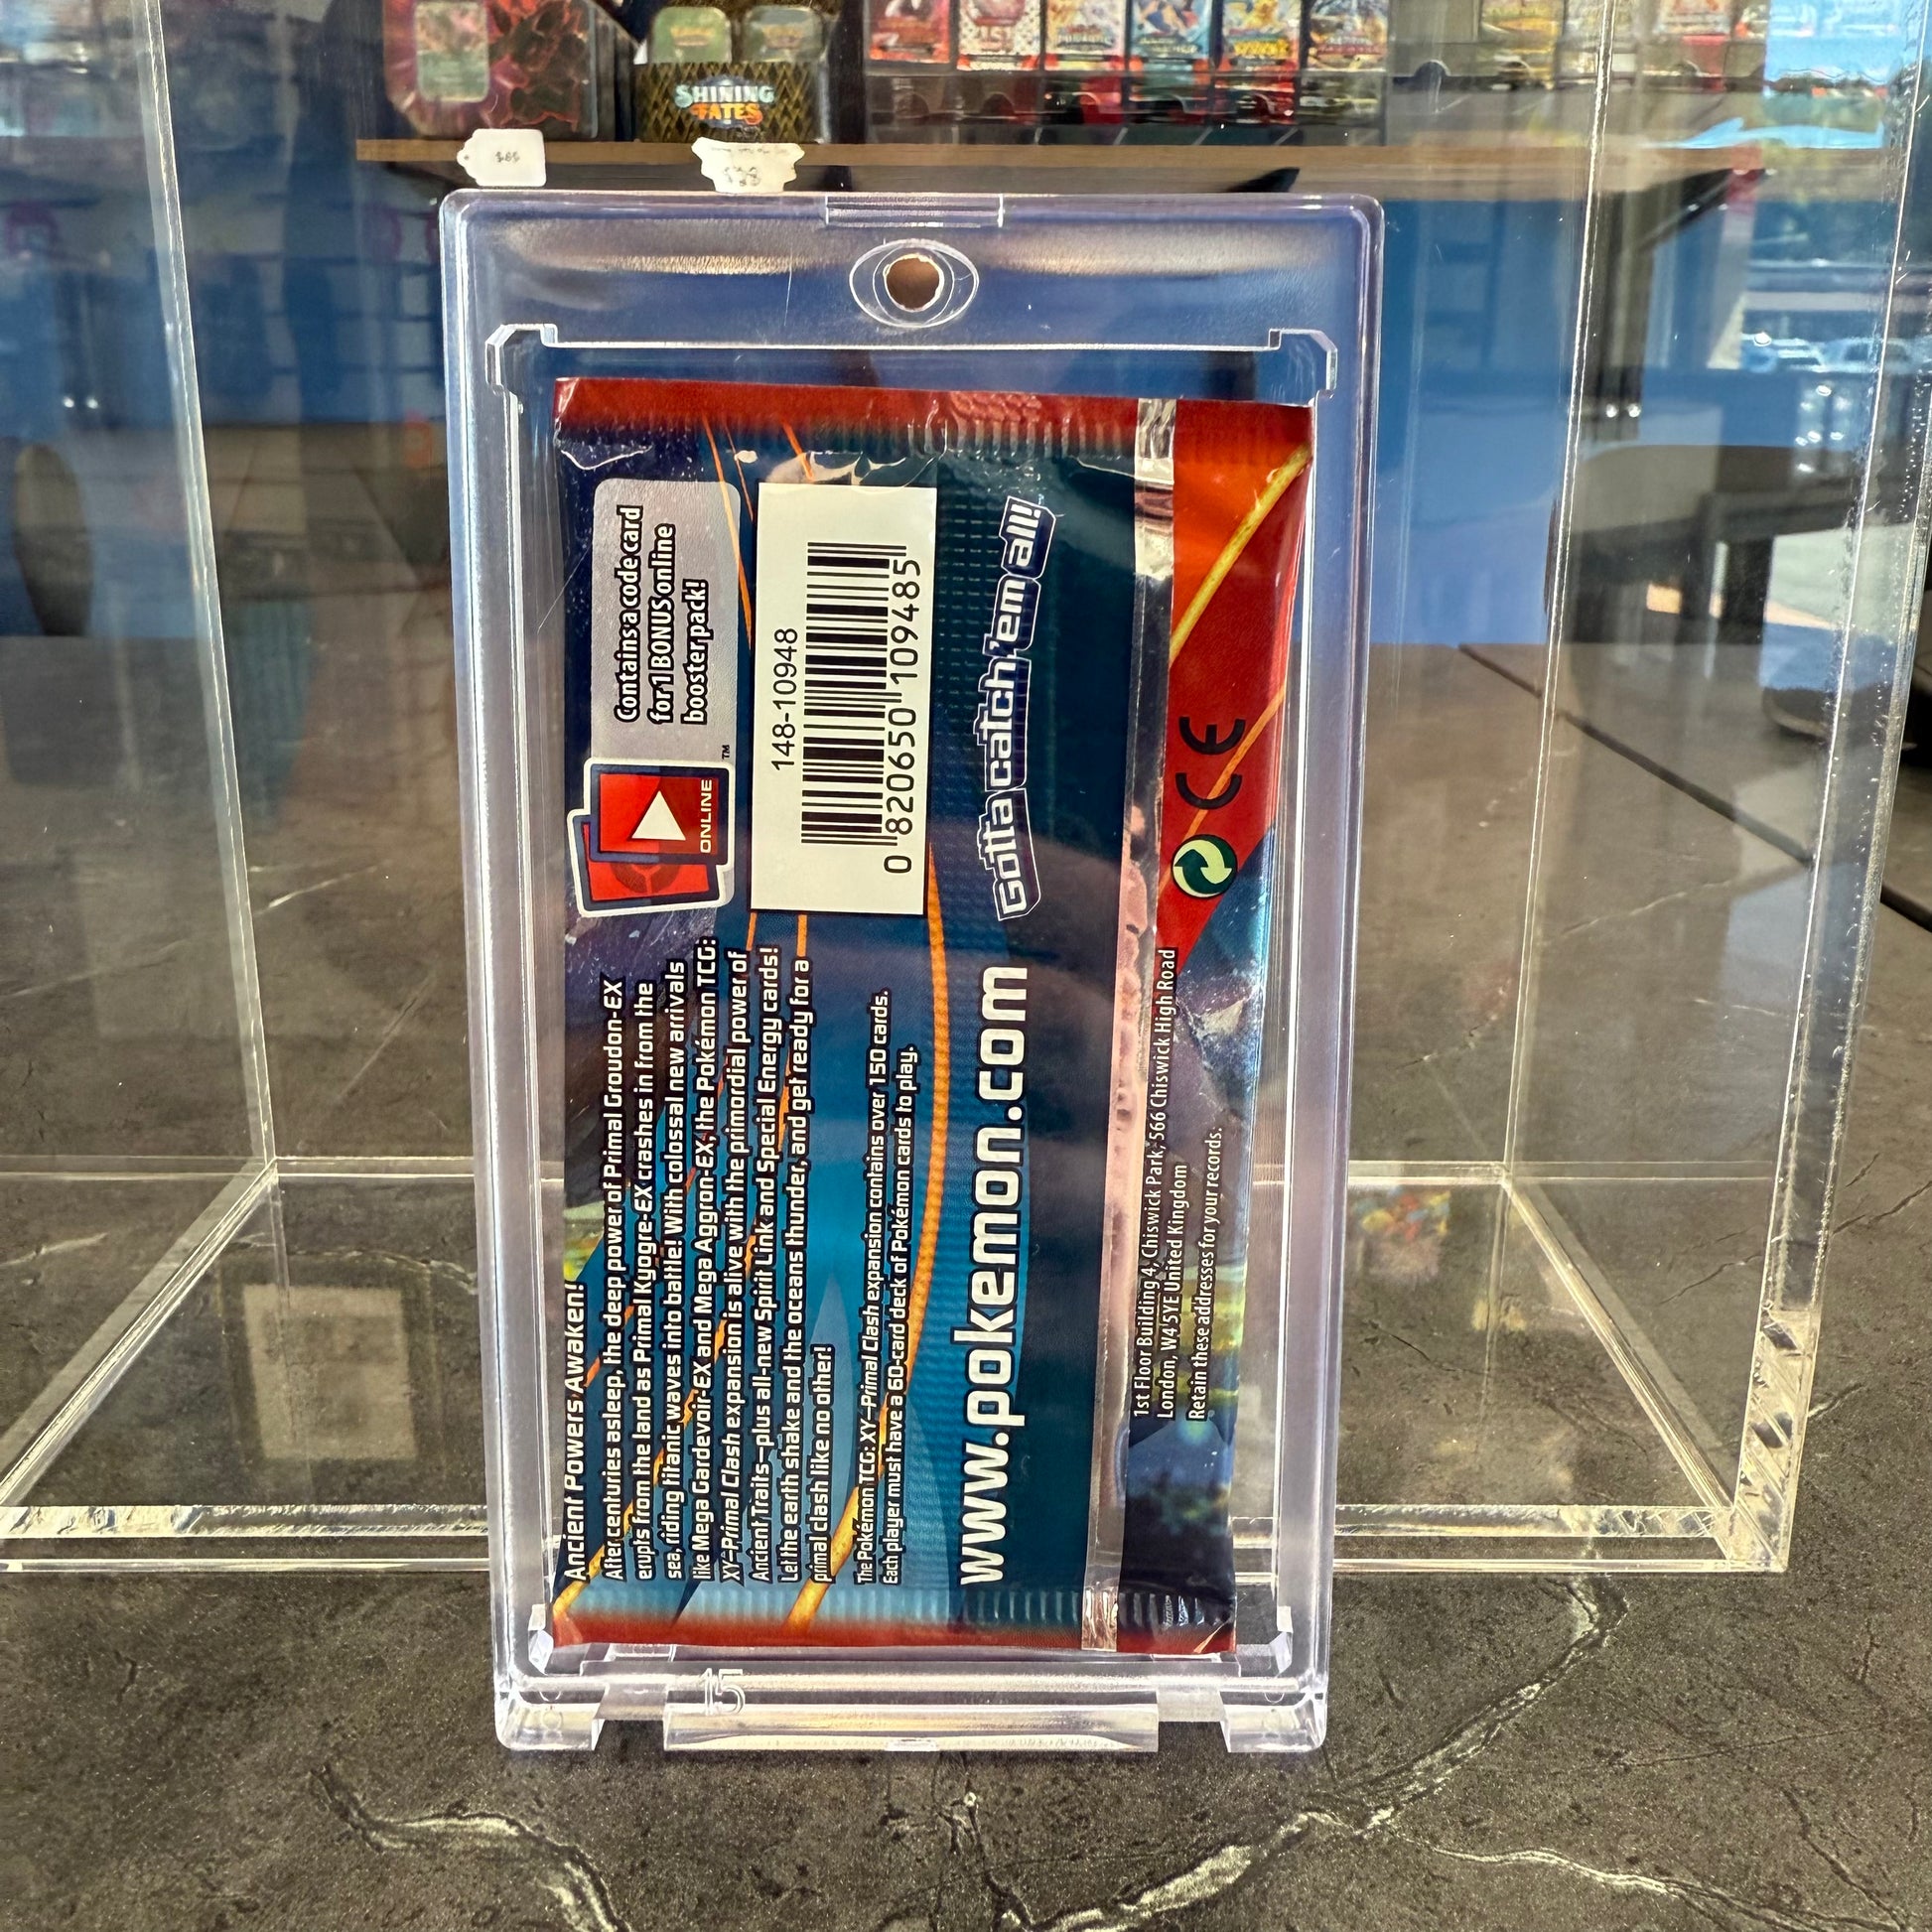 SHINING
FATES
151
$65
$38
Ancient Powers Awaken!
After centuries asleep, the deep power of Primal Groudon-EX
erupts from the land as Primal Kyogre-EX crashes in from the
sea, riding titanic waves into battle! With colossal new arrivals
like Mega Gardevoir-EX and Mega Aggron-EX, the Pokémon TCG:
XY–Primal Clash expansion is alive with the primordial power of
Ancient Traits—plus all-new Spirit Link and Special Energy cards!
Let the earth shake and the oceans thunder, and get ready for a
primal clash like no other!
The Pokémon TCG: XY–Primal Clash expansion contains over 150 cards.
Each player must have a 60-card deck of Pokémon cards to play.
www.pokemon.com
ONLINE
TM
Contains a code card
for 1 BONUS online
booster pack!
148-10948
0 820650 109485
Gotta catch 'em all!
1st Floor Building 4, Chiswick Park, 566 Chiswick High Road
London, W4 5YE United Kingdom
Retain these addresses for your records.
CE
15